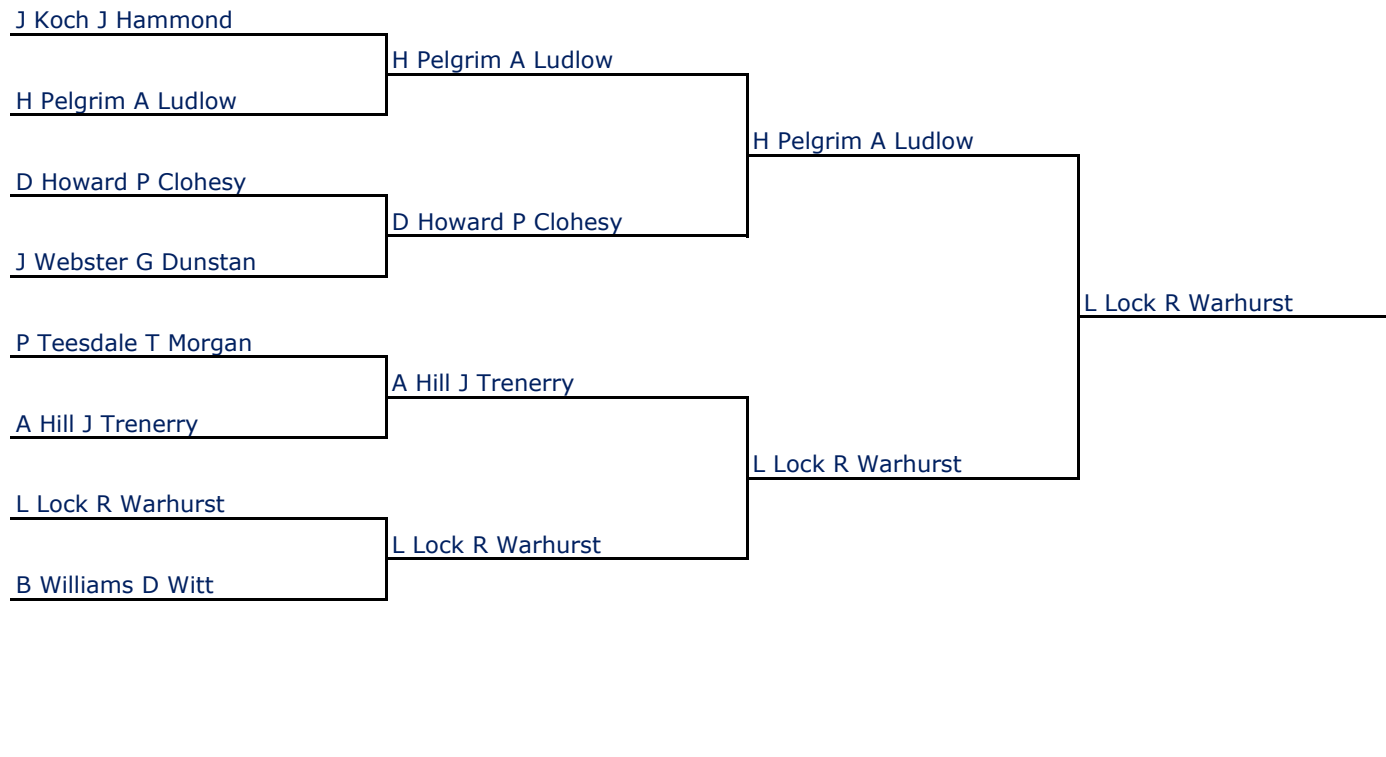 J Koch J Hammond
H Pelgrim A Ludlow
H Pelgrim A Ludlow
H Pelgrim A Ludlow
D Howard P Clohesy
D Howard P Clohesy
J Webster G Dunstan
L Lock R Warhurst
P Teesdale T Morgan
A Hill J Trenerry
A Hill J Trenerry
L Lock R Warhurst
L Lock R Warhurst
L Lock R Warhurst
B Williams D Witt